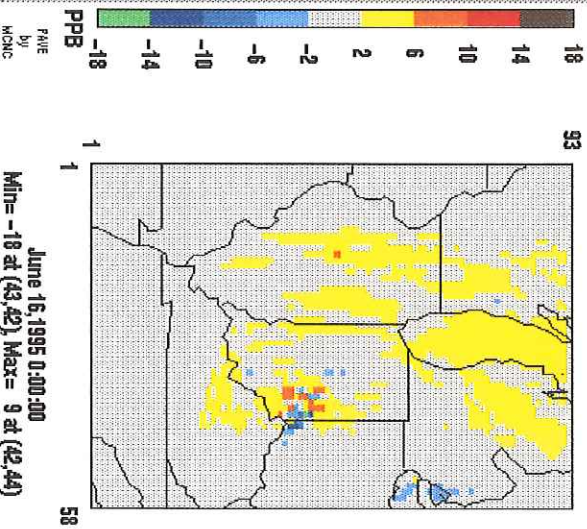 18
14
10
6
2
-2
-6
-10
-14
-18
PPB
PAVE
by
MCNC
93
1
1
58
June 16,1995 0:00:00
Min= -18 at (43,42), Max= 9 at (42,44)